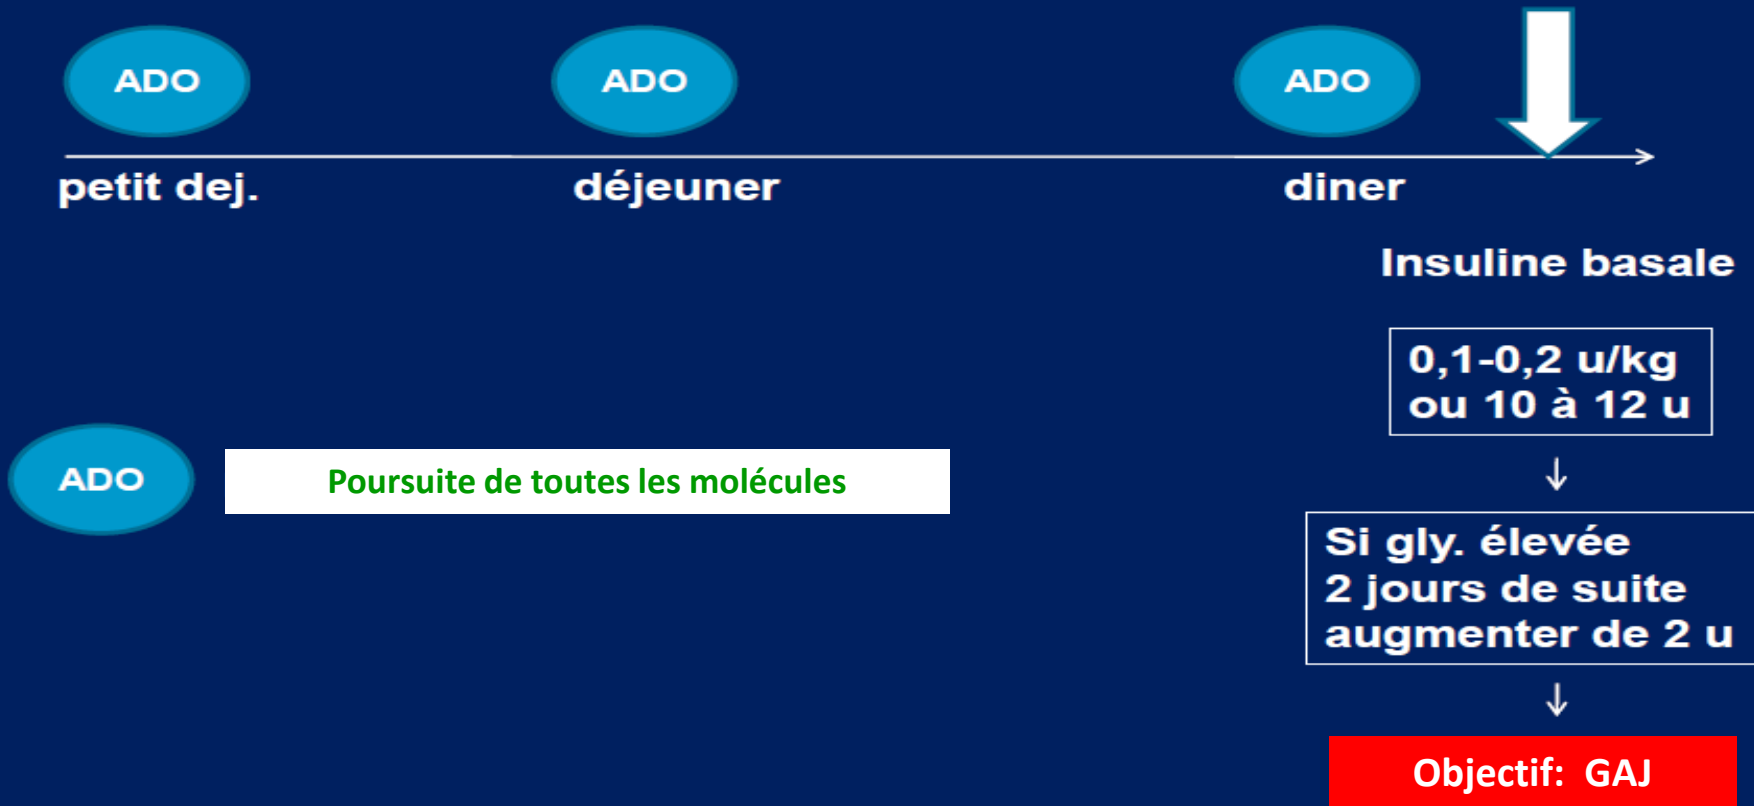 ADO
ADO
ADO
petit dej.
déjeuner
diner
Insuline basale
0,1-0,2 u/kg
ou 10 à 12 u
↓
ADO
Poursuite de toutes les molécules
Si gly. élevée
2 jours de suite
augmenter de 2 u
↓
Objectif: GAJ